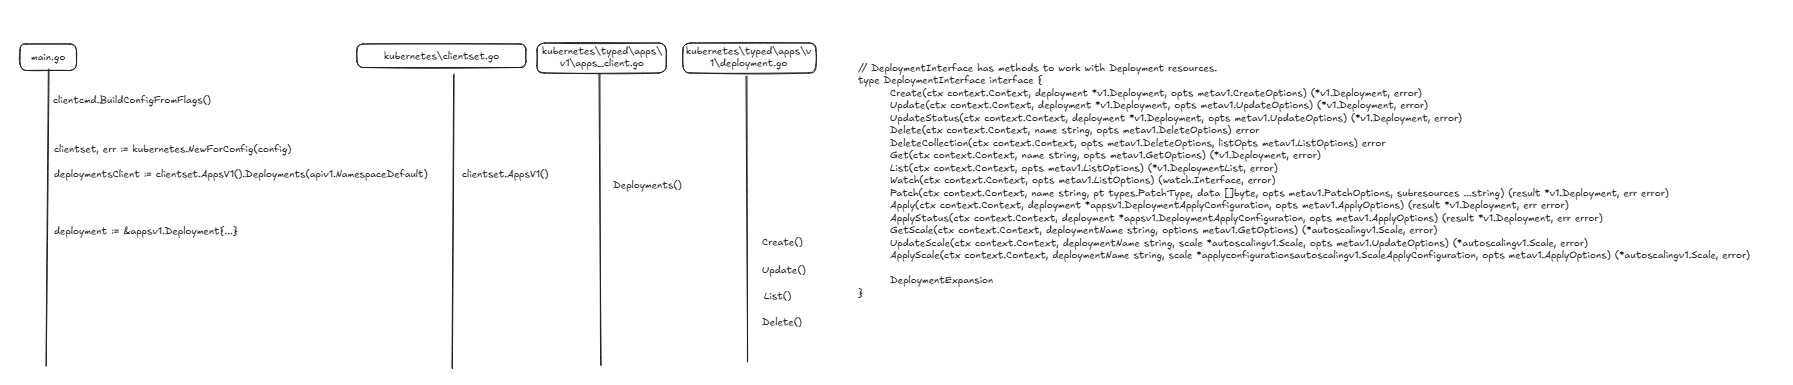 main.go
kubernetes\clientset.go
kubernetes\typed\apps\
v1\apps_client.go
kubernetes\typed\apps\v
1\deployment.go
clientcmd.BuildConfigFromFlags()
clientset, err := kubernetes.NewForConfig(config)
deploymentsClient := clientset.AppsV1().Deployments(apiv1.NamespaceDefault)
clientset.AppsV1()
Deployments()
deployment := &appsv1.Deployment{...}
Create()
Update()
List()
Delete()
// DeploymentInterface has methods to work with Deployment resources.
type DeploymentInterface interface {
Create(ctx context.Context, deployment *v1.Deployment, opts metav1.CreateOptions) (*v1.Deployment, error)
Update(ctx context.Context, deployment *v1.Deployment, opts metav1.UpdateOptions) (*v1.Deployment, error)
UpdateStatus(ctx context.Context, deployment *v1.Deployment, opts metav1.UpdateOptions) (*v1.Deployment, error)
Delete(ctx context.Context, name string, opts metav1.DeleteOptions) error
DeleteCollection(ctx context.Context, opts metav1.DeleteOptions, listOpts metav1.ListOptions) error
Get(ctx context.Context, name string, opts metav1.GetOptions) (*v1.Deployment, error)
List(ctx context.Context, opts metav1.ListOptions) (*v1.DeploymentList, error)
Watch(ctx context.Context, opts metav1.ListOptions) (watch.Interface, error)
Patch(ctx context.Context, name string, pt types.PatchType, data []byte, opts metav1.PatchOptions, subresources ...string) (result *v1.Deployment, err error)
Apply(ctx context.Context, deployment *appsv1.DeploymentApplyConfiguration, opts metav1.ApplyOptions) (result *v1.Deployment, err error)
ApplyStatus(ctx context.Context, deployment *appsv1.DeploymentApplyConfiguration, opts metav1.ApplyOptions) (result *v1.Deployment, err error)
GetScale(ctx context.Context, deploymentName string, options metav1.GetOptions) (*autoscalingv1.Scale, error)
UpdateScale(ctx context.Context, deploymentName string, scale *autoscalingv1.Scale, opts metav1.UpdateOptions) (*autoscalingv1.Scale, error)
ApplyScale(ctx context.Context, deploymentName string, scale *applyconfigurationsautoscalingv1.ScaleApplyConfiguration, opts metav1.ApplyOptions) (*autoscalingv1.Scale, error)
DeploymentExpansion
}